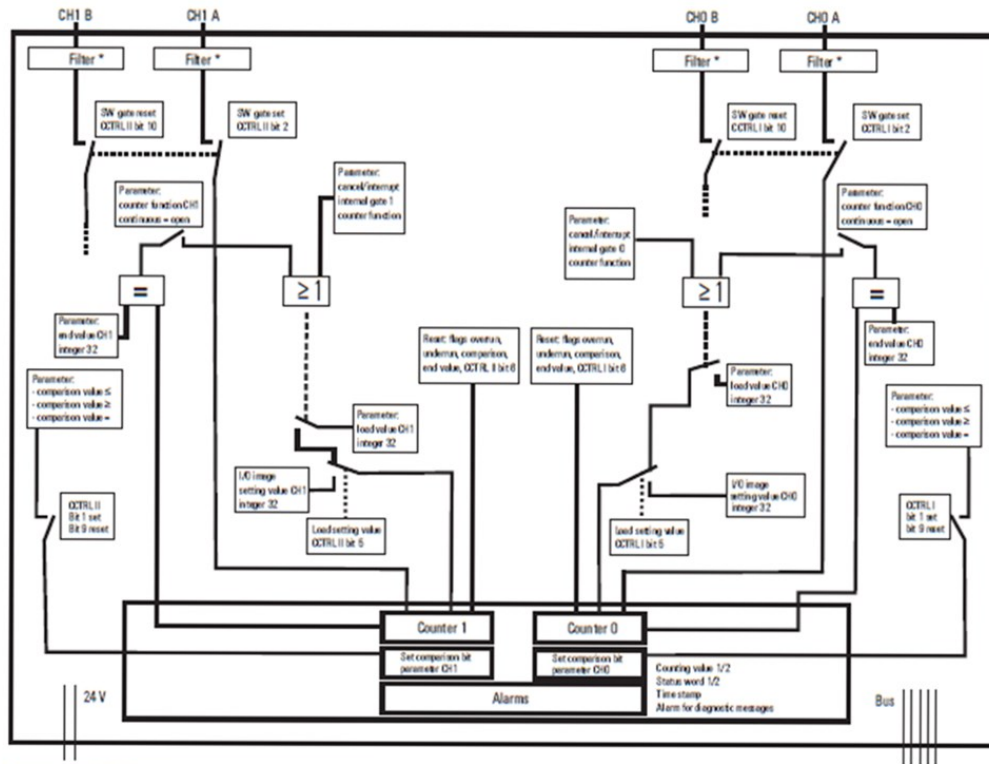 CH1 B
CH1 A
CH0 B
CH0 A
Filter *
Filter *
Filter *
Filter *
SW gate reset
CCTRL II bit 10
SW gate set
CCTRL II bit 2
SW gate reset
CCTRL I bit 10
SW gate set
CCTRL I bit 2
Parameter:
counter function CH1
continuous = open
Parameter:
cancel/interrupt
internal gate 1
counter function
Parameter:
cancel/interrupt
internal gate 0
counter function
Parameter:
counter function CH0
continuous = open
=
≥ 1
≥ 1
=
Parameter:
end value CH1
integer 32
Reset: flags overrun,
underrun, comparison,
end value, CCTRL II bit 6
Reset: flags overrun,
underrun, comparison,
end value, CCTRL I bit 6
Parameter:
end value CH0
integer 32
Parameter:
- comparison value ≤
- comparison value ≥
- comparison value =
Parameter:
load value CH1
integer 32
Parameter:
load value CH0
integer 32
Parameter:
- comparison value ≤
- comparison value ≥
- comparison value =
I/O image
setting value CH1
integer 32
I/O image
setting value CH0
integer 32
CCTRL II
Bit 1 set
Bit 9 reset
Load setting value
CCTRL II bit 5
Load setting value
CCTRL I bit 5
CCTRL I
bit 1 set
bit 9 reset
Counter 1
Counter 0
Set comparison bit
parameter CH1
Set comparison bit
parameter CH0
Alarms
Counting value 1/2
Status word 1/2
Time stamp
Alarm for diagnostic messages
24 V
Bus